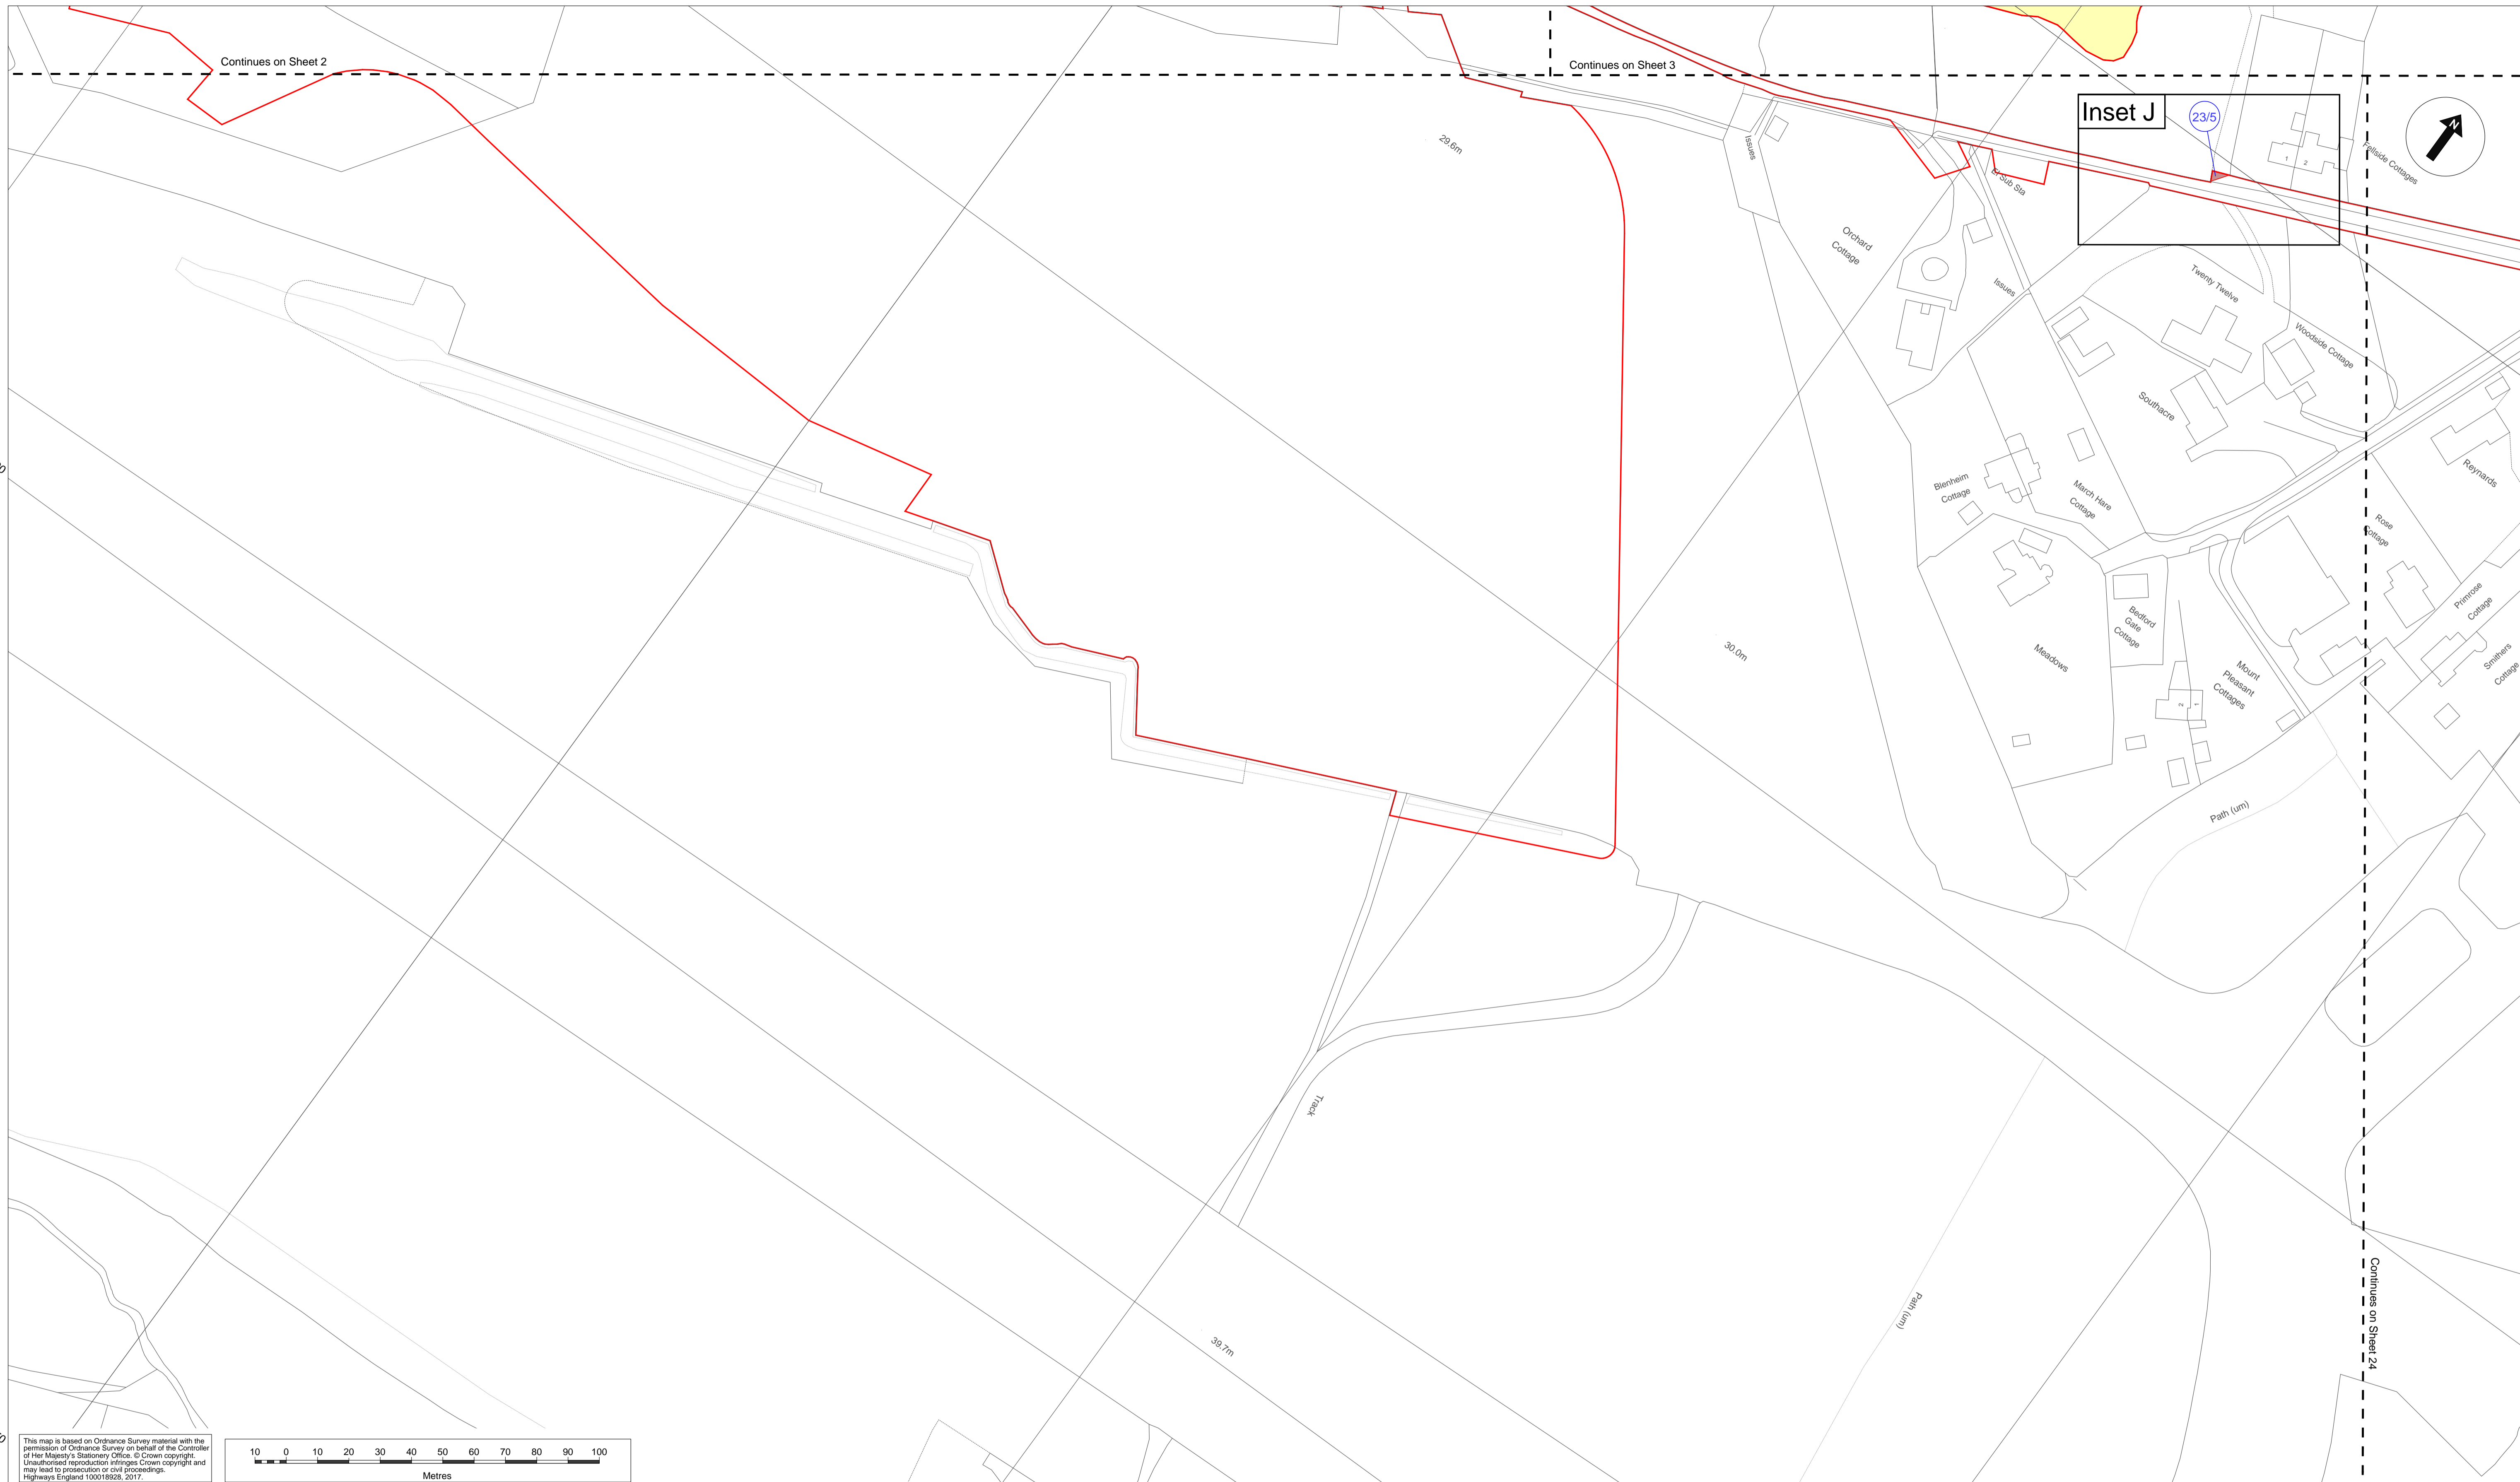 Continues on Sheet 2
Continues on Sheet 3
Inset J
23/5
N
1
2
Fellside Cottages
29.6m
Issues
El Sub Sta
Orchard
Cottage
Issues
Twenty Twelve
Woodside Cottage
Southacre
Reynards
Blenheim
Cottage
March Hare
Cottage
Rose
Cottage
Primrose
Cottage
Bedford
Gate
Cottage
Smithers
Cottage
30.0m
Meadows
Mount
Pleasant
Cottages
2
1
Path (um)
Track
Path (um)
Continues on Sheet 24
39.7m
This map is based on Ordnance Survey material with the
permission of Ordnance Survey on behalf of the Controller
of Her Majesty's Stationery Office. © Crown copyright.
Unauthorised reproduction infringes Crown copyright and
may lead to prosecution or civil proceedings.
Highways England 100018928, 2017.
10 0 10 20 30 40 50 60 70 80 90 100
Metres